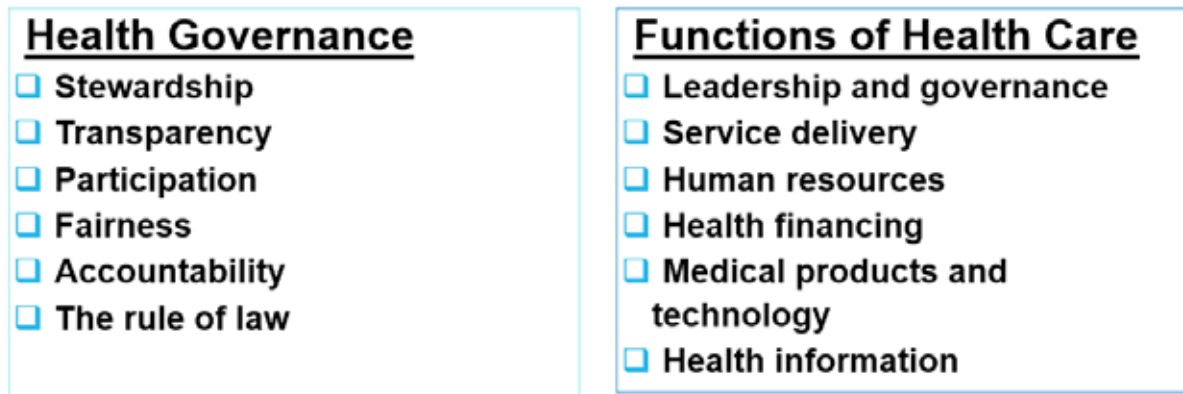 Health Governance
Stewardship
Transparency
Participation
Fairness
Accountability
The rule of law
Functions of Health Care
Leadership and governance
Service delivery
Human resources
Health financing
Medical products and
technology
Health information